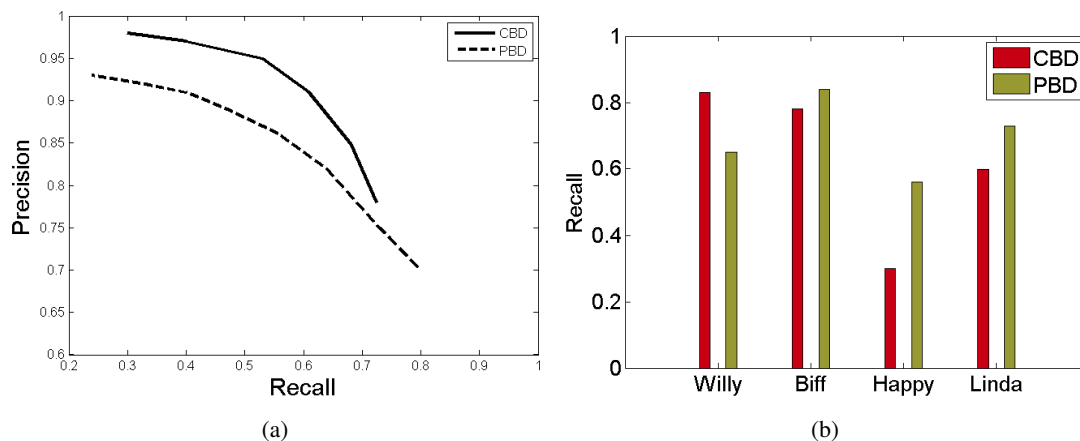 1
0.95
0.9
0.85
0.8
0.75
0.7
0.65
0.6
Precision
0.2 0.3 0.4 0.5 0.6 0.7 0.8 0.9 1
Recall
CBD
PBD
(a)
1
0.8
0.6
0.4
0.2
0
Recall
Willy Biff Happy Linda
CBD
PBD
(b)